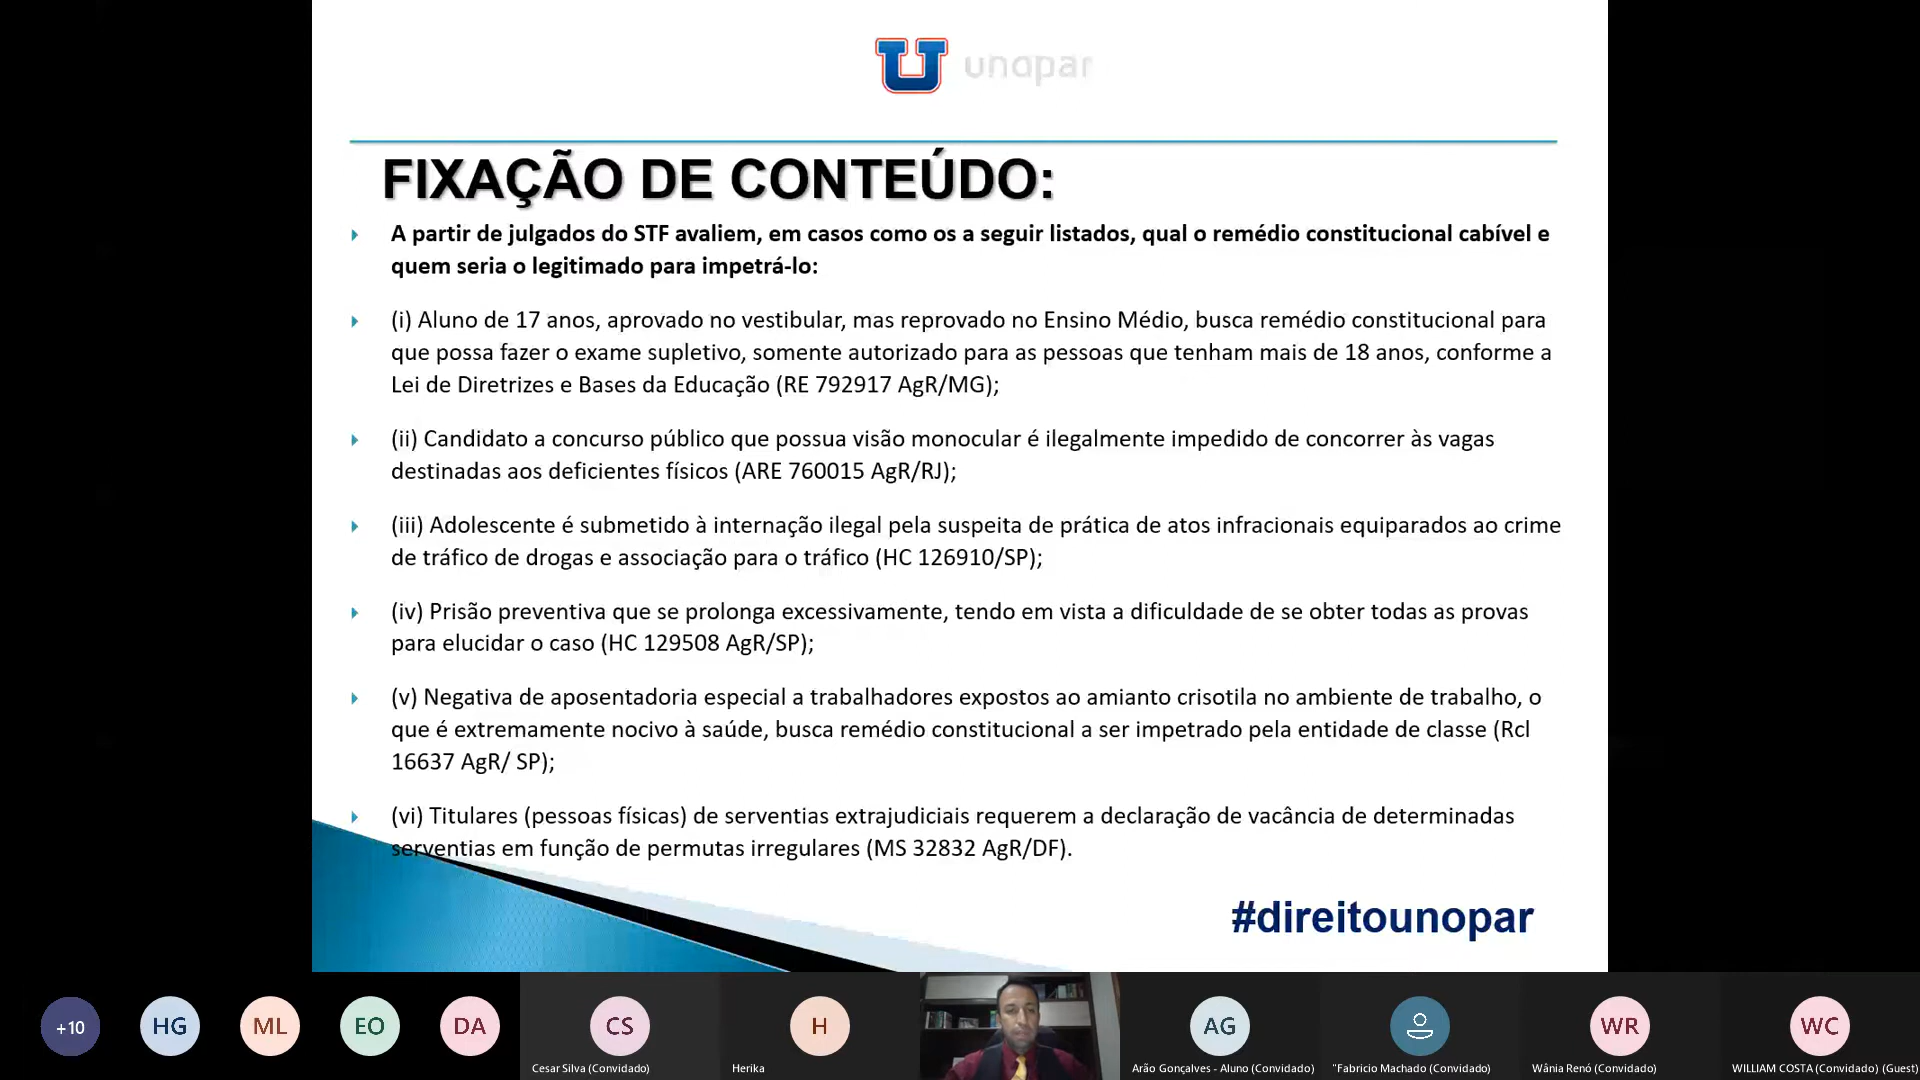 unopar
FIXAÇÃO DE CONTEÚDO:
A partir de julgados do STF avaliem, em casos como os a seguir listados, qual o remédio constitucional cabível e
quem seria o legitimado para impetrá-lo:
(i) Aluno de 17 anos, aprovado no vestibular, mas reprovado no Ensino Médio, busca remédio constitucional para
que possa fazer o exame supletivo, somente autorizado para as pessoas que tenham mais de 18 anos, conforme a
Lei de Diretrizes e Bases da Educação (RE 792917 AgR/MG);
(ii) Candidato a concurso público que possua visão monocular é ilegalmente impedido de concorrer às vagas
destinadas aos deficientes físicos (ARE 760015 AgR/RJ);
(iii) Adolescente é submetido à internação ilegal pela suspeita de prática de atos infracionais equiparados ao crime
de tráfico de drogas e associação para o tráfico (HC 126910/SP);
(iv) Prisão preventiva que se prolonga excessivamente, tendo em vista a dificuldade de se obter todas as provas
para elucidar o caso (HC 129508 AgR/SP);
(v) Negativa de aposentadoria especial a trabalhadores expostos ao amianto crisotila no ambiente de trabalho, o
que é extremamente nocivo à saúde, busca remédio constitucional a ser impetrado pela entidade de classe (Rcl
16637 AgR/ SP);
(vi) Titulares (pessoas físicas) de serventias extrajudiciais requerem a declaração de vacância de determinadas
serventias em função de permutas irregulares (MS 32832 AgR/DF).
#direitounopar
+10
HG
ML
EO
DA
CS
H
AG
WR
WC
Cesar Silva (Convidado)
Herika
Arão Gonçalves - Aluno (Convidado)
"Fabricio Machado (Convidado)
Wânia Renó (Convidado)
WILLIAM COSTA (Convidado) (Guest)